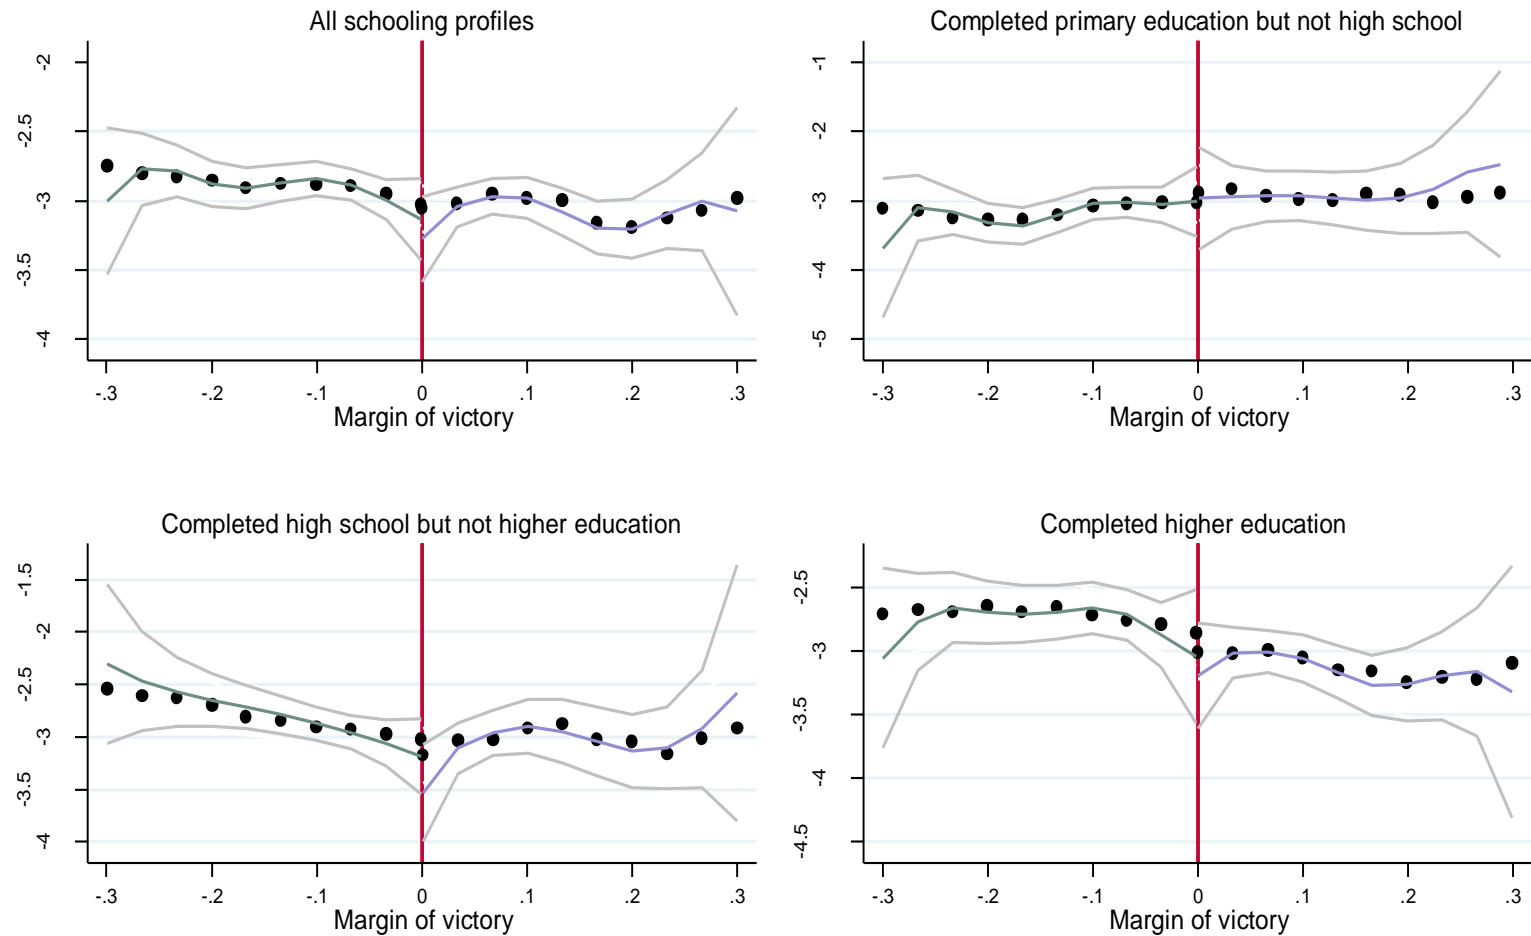 All schooling profiles
-2
-2.5
-3
-3.5
-4
-.3 -.2 -.1 0 .1 .2 .3
Margin of victory
Completed primary education but not high school
-1
-2
-3
-4
-5
-.3 -.2 -.1 0 .1 .2 .3
Margin of victory
Completed high school but not higher education
-1.5
-2
-2.5
-3
-3.5
-4
-.3 -.2 -.1 0 .1 .2 .3
Margin of victory
Completed higher education
-2.5
-3
-3.5
-4
-4.5
-.3 -.2 -.1 0 .1 .2 .3
Margin of victory